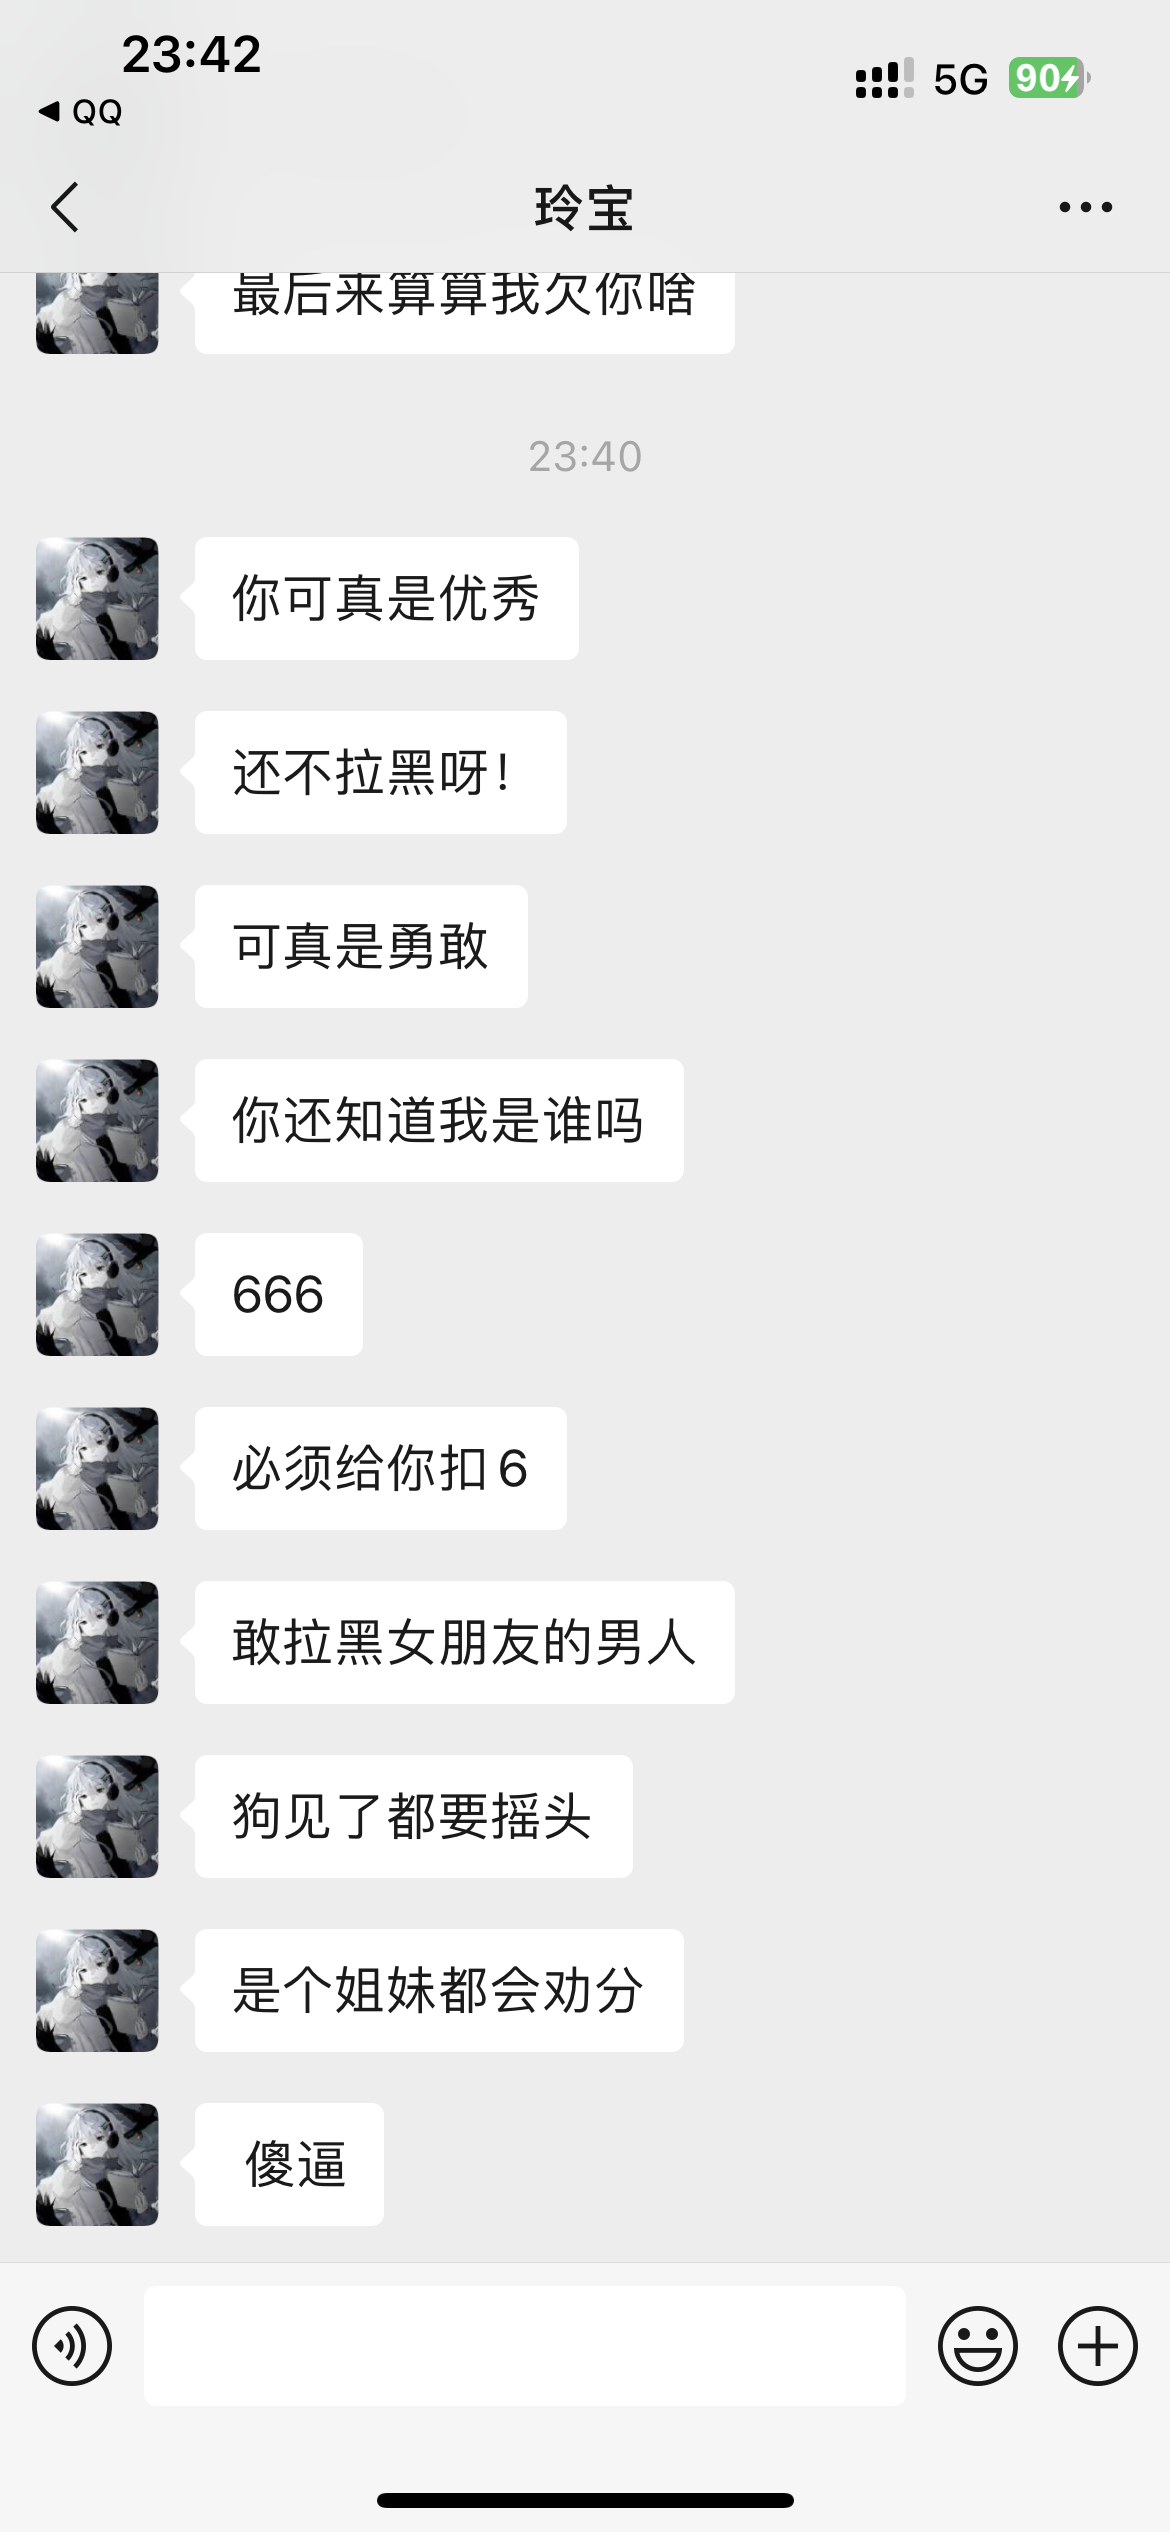 23:42
QQ
5G
90
玲宝
最后来算算我欠你啥
23:40
你可真是优秀
还不拉黑呀！
可真是勇敢
你还知道我是谁吗
666
必须给你扣6
敢拉黑女朋友的男人
狗见了都要摇头
是个姐妹都会劝分
傻逼